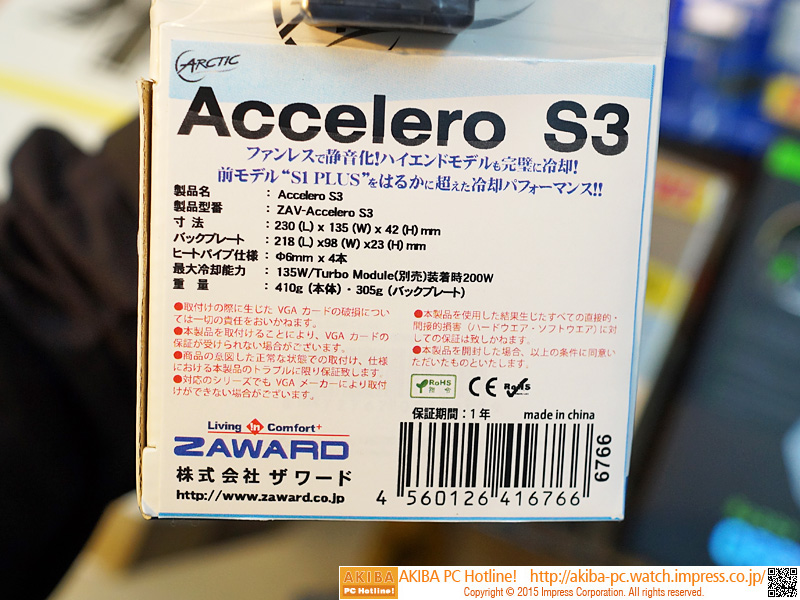 ARCTIC
Accelero S3
ファンレスで静音化!ハイエンドモデルも完璧に冷却!
前モデル“S1 PLUS”をはるかに超えた冷却パフォーマンス!!
製品名 : Accelero S3
製品型番 : ZAV-Accelero S3
寸法 : 230 (L) x 135 (W) x 42 (H) mm
バックプレート : 218 (L) x98 (W) x23 (H) mm
ヒートパイプ仕様 : Φ6mm x 4本
最大冷却能力 : 135W/Turbo Module(別売)装着時200W
重量 : 410g (本体)・305g (バックプレート)
●取付けの際に生じた VGA カードの破損につい
ては一切の責任をおいかねます。
●本製品を取付けることにより、VGA カードの
保証が受けられない場合がございます。
●商品の意図した正常な状態での取付け、仕様
における本製品のトラブルに限り保証致します。
●対応のシリーズでも VGA メーカーにより取付
けができない場合がございます。
●本製品を使用した結果生じたすべての直接的・
間接的損害(ハードウエア・ソフトウエア)に対
しての保証は致しかねます。
●本製品を開封した場合、以上の条件に同意い
ただいたものといたします。
RoHS
CE RoHS
保証期間:1年 made in china
Living in Comfort+
ZAWARD
株式会社 ザワード
http://www.zaward.co.jp
4 560126 416766
6766
AKIBA PC Hotline!
AKIBA PC Hotline! http://akiba-pc.watch.impress.co.jp/
Copyright © 2015 Impress Corporation. All rights reserved.